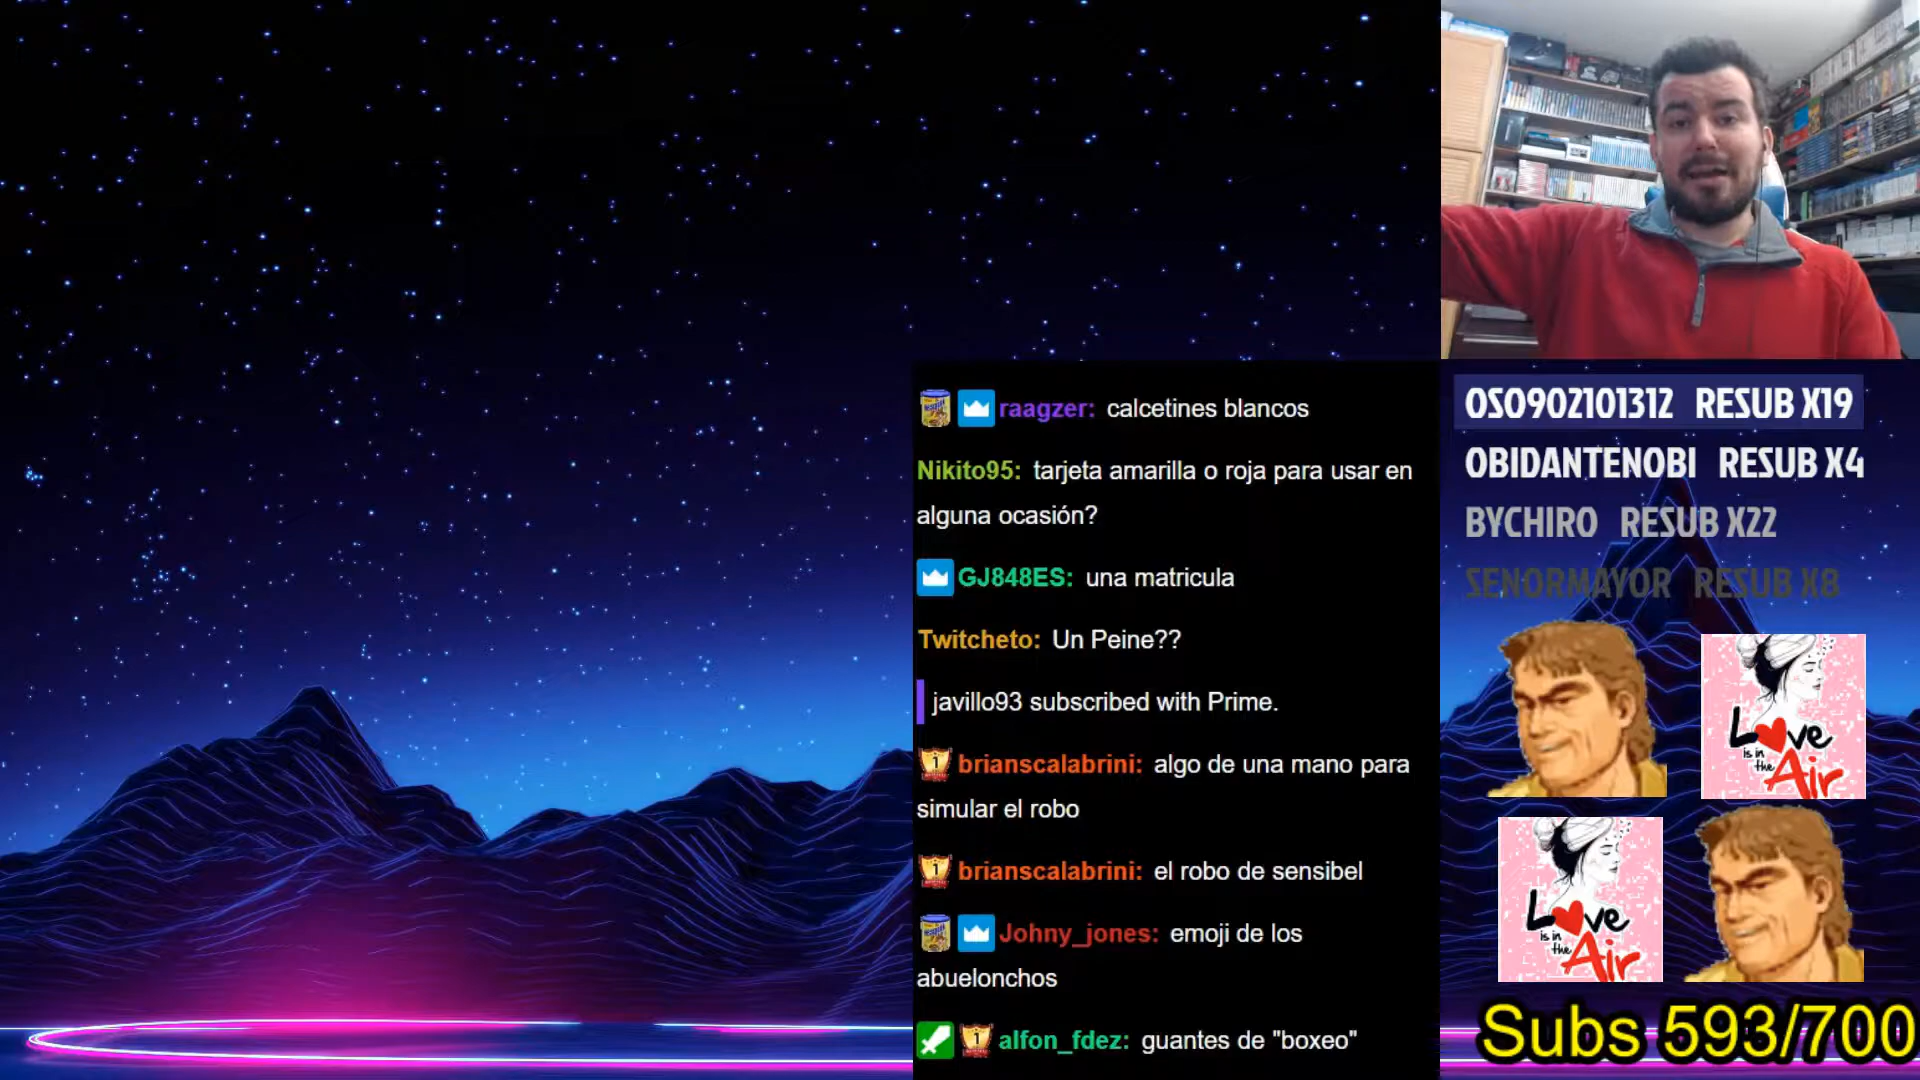 raagzer: calcetines blancos
Nikito95: tarjeta amarilla o roja para usar en
alguna ocasión?
GJ848ES: una matricula
Twitcheto: Un Peine??
javillo93 subscribed with Prime.
brianscalabrini: algo de una mano para
simular el robo
brianscalabrini: el robo de sensibel
Johny_jones: emoji de los
abuelonchos
alfon_fdez: guantes de "boxeo"
OSO902101312 RESUB X19
OBIDANTENOBI RESUB X4
BYCHIRO RESUB X22
SENORMAYOR RESUB X8
Love
is in
the
Air
Love
is in
the
Air
Subs 593/700